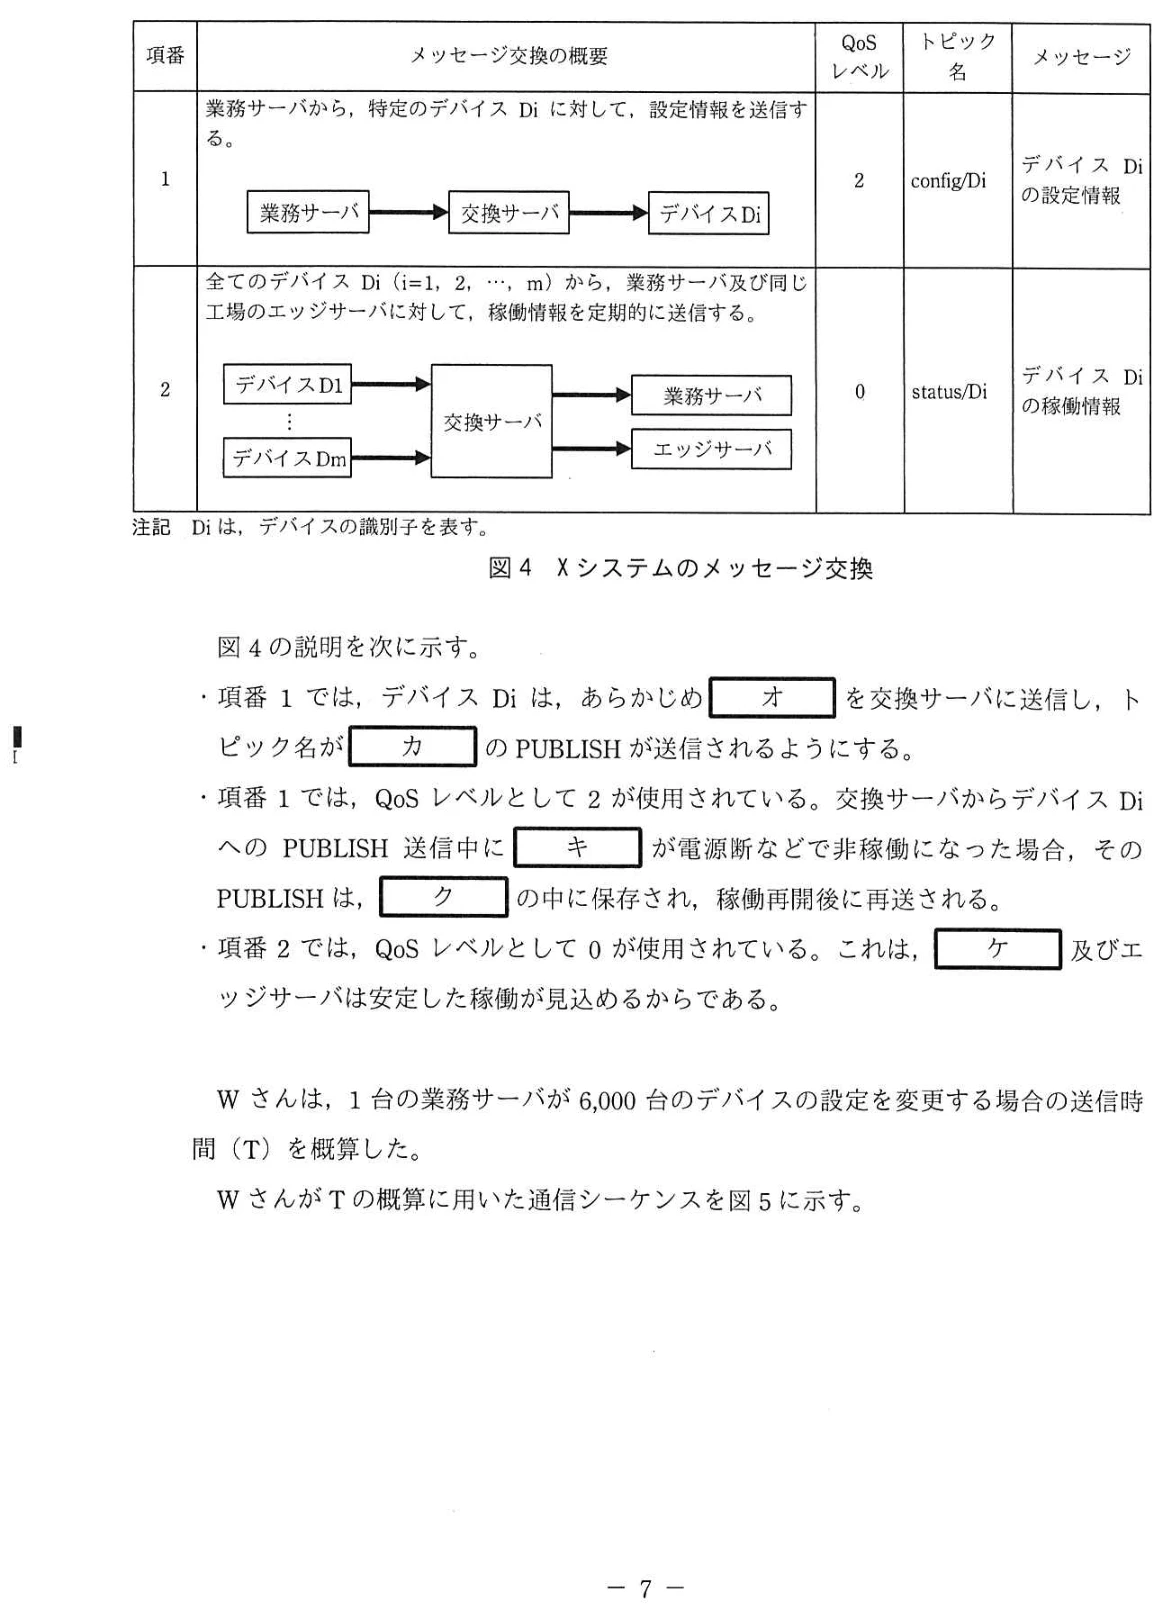 項番
メッセージ交換の概要
QoS
レベル
トピック
名
メッセージ
1
業務サーバから，特定のデバイス Di に対して，設定情報を送信す
る。
業務サーバ
交換サーバ
デバイスDi
2
config/Di
デバイス Di
の設定情報
2
全てのデバイス Di（i=1，2，…，m）から，業務サーバ及び同じ
工場のエッジサーバに対して，稼働情報を定期的に送信する。
デバイスD1
⋮
デバイスDm
交換サーバ
業務サーバ
エッジサーバ
0
status/Di
デバイス Di
の稼働情報
注記　Di は，デバイスの識別子を表す。
図4　Xシステムのメッセージ交換
図 4 の説明を次に示す。
・項番 1 では，デバイス Di は，あらかじめ オ を交換サーバに送信し，ト
ピック名が カ の PUBLISH が送信されるようにする。
・項番 1 では，QoS レベルとして 2 が使用されている。交換サーバからデバイス Di
への PUBLISH 送信中に キ が電源断などで非稼働になった場合，その
PUBLISH は， ク の中に保存され，稼働再開後に再送される。
・項番 2 では，QoS レベルとして 0 が使用されている。これは， ケ 及びエ
ッジサーバは安定した稼働が見込めるからである。
W さんは，1 台の業務サーバが 6,000 台のデバイスの設定を変更する場合の送信時
間（T）を概算した。
W さんが T の概算に用いた通信シーケンスを図 5 に示す。
－ 7 －